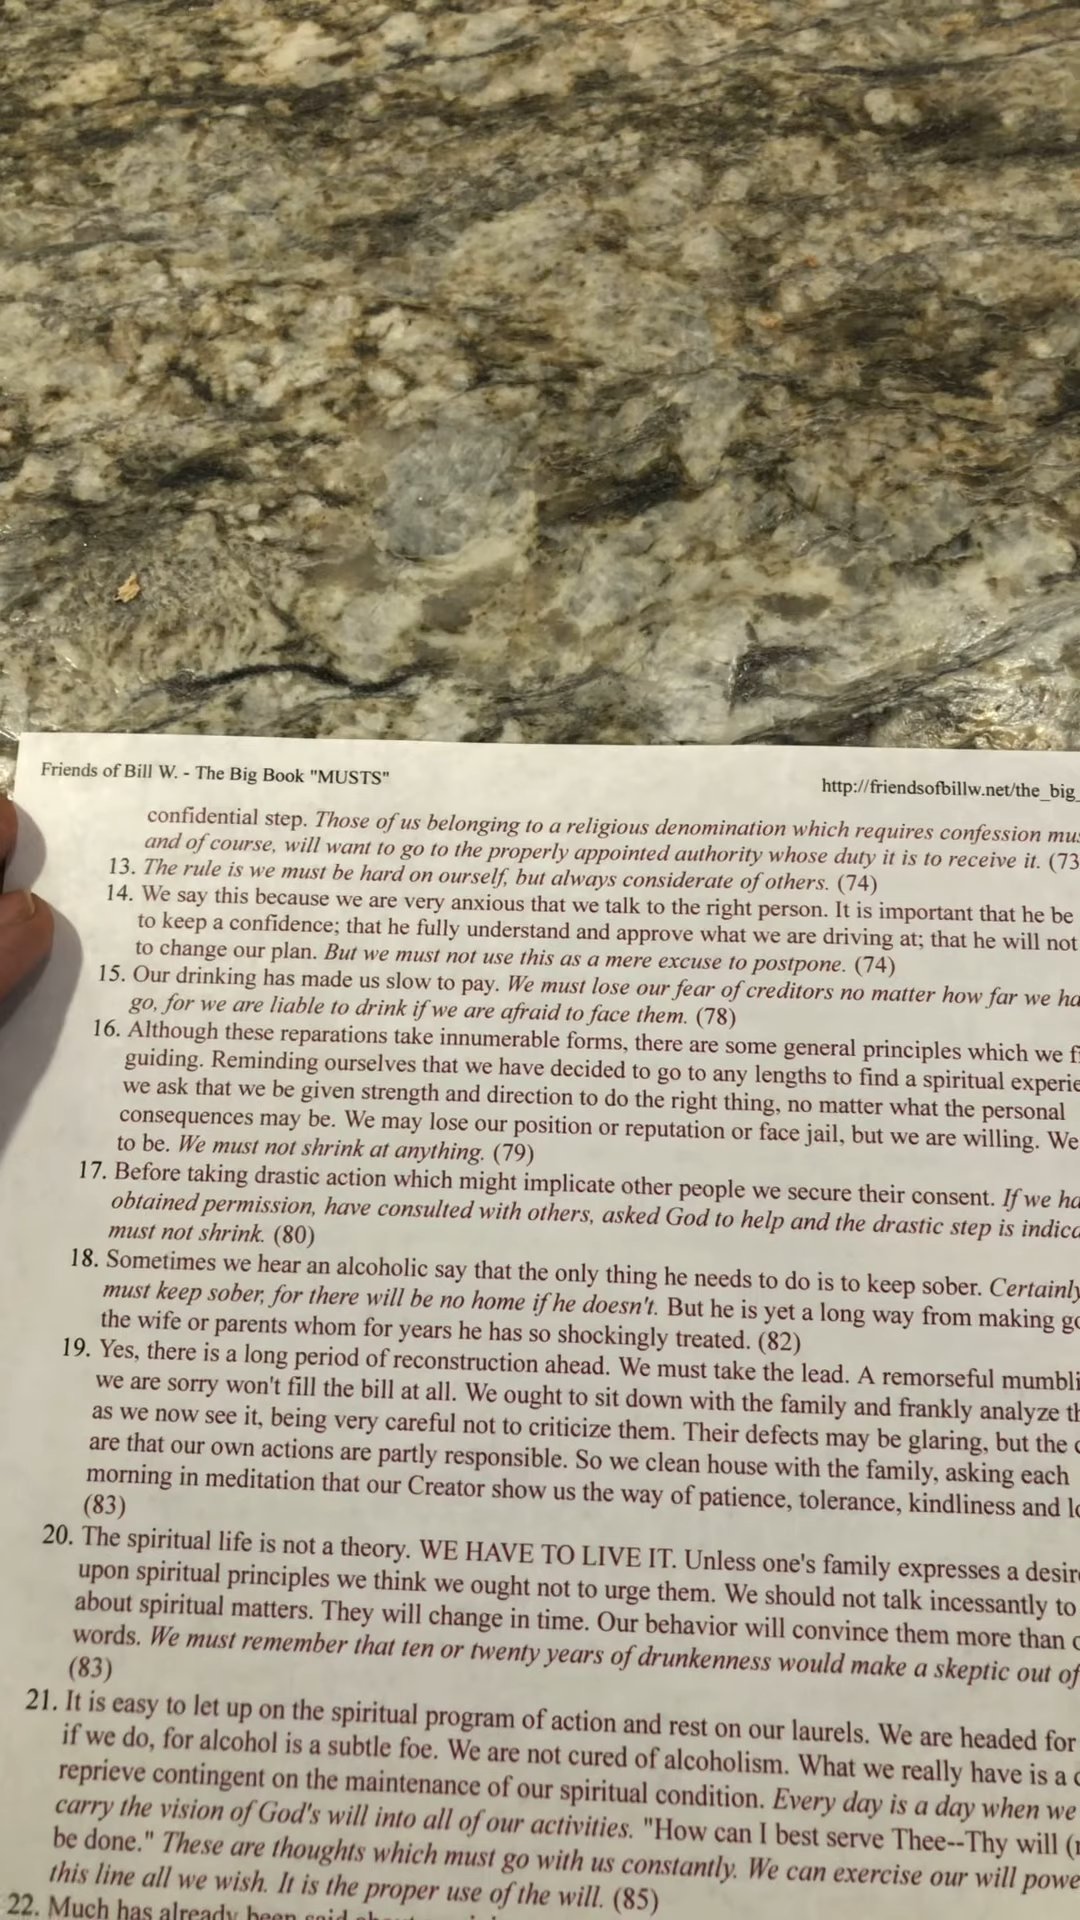 Friends of Bill W. - The Big Book "MUSTS"
http://friendsofbillw.net/the_big_
confidential step. Those of us belonging to a religious denomination which requires confession
and of course, will want to go to the properly appointed authority whose duty it is to receive it. (73
13. The rule is we must be hard on ourself, but always considerate of others. (74)
14. We say this because we are very anxious that we talk to the right person. It is important that he be
to keep a confidence; that he fully understand and approve what we are driving at; that he will not
to change our plan. But we must not use this as a mere excuse to postpone. (74)
15. Our drinking has made us slow to pay. We must lose our fear of creditors no matter how far we
go, for we are liable to drink if we are afraid to face them. (78)
16. Although these reparations take innumerable forms, there are some general principles which we
guiding. Reminding ourselves that we have decided to go to any lengths to find a spiritual
we ask that we be given strength and direction to do the right thing, no matter what the personal
consequences may be. We may lose our position or reputation or face jail, but we are willing. We
to be. We must not shrink at anything. (79)
17. Before taking drastic action which might implicate other people we secure their consent. If we
obtained permission, have consulted with others, asked God to help and the drastic step is
must not shrink. (80)
18. Sometimes we hear an alcoholic say that the only thing he needs to do is to keep sober. Certainly
must keep sober, for there will be no home if he doesn't. But he is yet a long way from making
the wife or parents whom for years he has so shockingly treated. (82)
19. Yes, there is a long period of reconstruction ahead. We must take the lead. A remorseful
we are sorry won't fill the bill at all. We ought to sit down with the family and frankly analyze
as we now see it, being very careful not to criticize them. Their defects may be glaring, but the
are that our own actions are partly responsible. So we clean house with the family, asking each
morning in meditation that our Creator show us the way of patience, tolerance, kindliness and
(83)
20. The spiritual life is not a theory. WE HAVE TO LIVE IT. Unless one's family expresses a
upon spiritual principles we think we ought not to urge them. We should not talk incessantly to
about spiritual matters. They will change in time. Our behavior will convince them more than
words. We must remember that ten or twenty years of drunkenness would make a skeptic out of
(83)
21. It is easy to let up on the spiritual program of action and rest on our laurels. We are headed for
if we do, for alcohol is a subtle foe. We are not cured of alcoholism. What we really have is a
reprieve contingent on the maintenance of our spiritual condition. Every day is a day when we
carry the vision of God's will into all of our activities. "How can I best serve Thee--Thy will
be done." These are thoughts which must go with us constantly. We can exercise our will
this line all we wish. It is the proper use of the will. (85)
22. Much has already been said